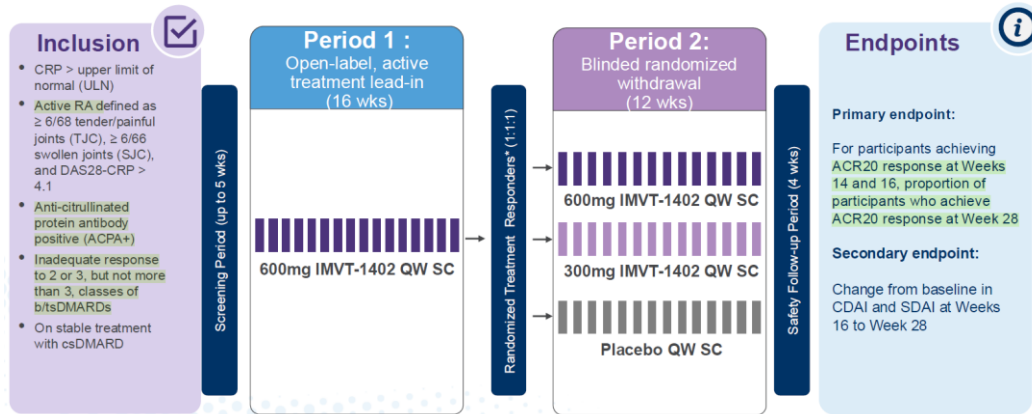 Inclusion
• CRP > upper limit of
normal (ULN)
• Active RA defined as
≥ 6/68 tender/painful
joints (TJC), ≥ 6/66
swollen joints (SJC),
and DAS28-CRP >
4.1
• Anti-citrullinated
protein antibody
positive (ACPA+)
• Inadequate response
to 2 or 3, but not more
than 3, classes of
b/tsDMARDs
• On stable treatment
with csDMARD
Screening Period (up to 5 wks)
Period 1 :
Open-label, active
treatment lead-in
(16 wks)
600mg IMVT-1402 QW SC
Randomized Treatment Responders* (1:1:1)
Period 2:
Blinded randomized
withdrawal
(12 wks)
600mg IMVT-1402 QW SC
300mg IMVT-1402 QW SC
Placebo QW SC
Safety Follow-up Period (4 wks)
Endpoints
i
Primary endpoint:
For participants achieving
ACR20 response at Weeks
14 and 16, proportion of
participants who achieve
ACR20 response at Week 28
Secondary endpoint:
Change from baseline in
CDAI and SDAI at Weeks
16 to Week 28